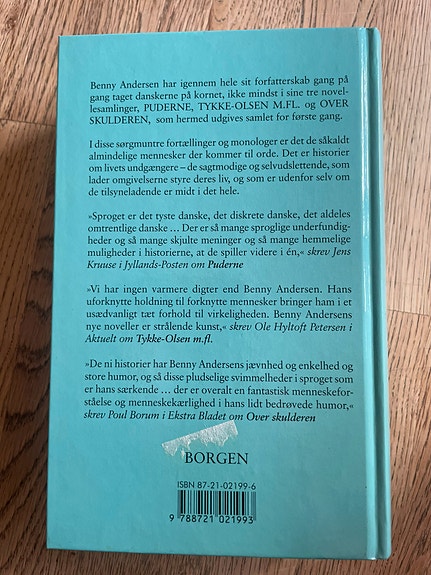 Benny Andersen har igennem hele sit forfatterskab gang på
gang taget danskerne på kornet, ikke mindst i sine tre novel-
lesamlinger, PUDERNE, TYKKE-OLSEN M.FL. og OVER
SKULDEREN, som hermed udgives samlet for første gang.
I disse sørgmuntre fortællinger og monologer er det de såkaldt
almindelige mennesker der kommer til orde. Det er historier
om livets undgængere – de sagtmodige og selvudslettende, som
lader omgivelserne styre deres liv, og som er udenfor selv om
de tilsyneladende er midt i det hele.
»Sproget er det tyste danske, det diskrete danske, det aldeles
omtrentlige danske ... Der er så mange sproglige underfundig-
heder og så mange skjulte meninger og så mange hemmelige
muligheder i historierne, at de spiller videre i én,« skrev Jens
Kruuse i Jyllands-Posten om Puderne
»Vi har ingen varmere digter end Benny Andersen. Hans
uforknytte holdning til forknytte mennesker bringer ham i et
usædvanligt tæt forhold til virkeligheden. Benny Andersens
nye noveller er strålende kunst,« skrev Ole Hyltoft Petersen i
Aktuelt om Tykke-Olsen m.fl.
»De ni historier har Benny Andersens jævnhed og enkelhed og
store humor, og så disse pludselige svimmelheder i sproget som
er hans særkende ... der er overalt en fantastisk menneskefor-
ståelse og menneskekærlighed i hans lidt bedrøvede humor,«
skrev Poul Borum i Ekstra Bladet om Over skulderen
BORGEN
ISBN 87-21-02199-6
9 788721 021993